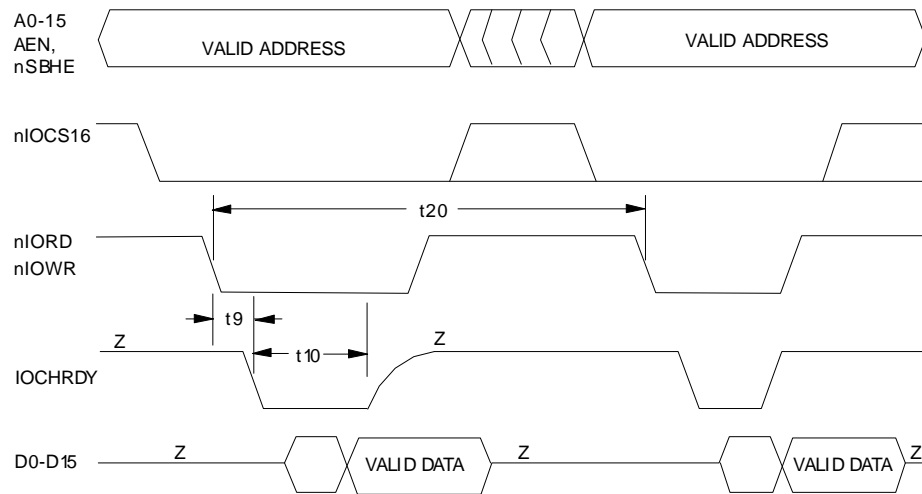 A0-15
AEN,
nSBHE
VALID ADDRESS
VALID ADDRESS
nIOCS16
t20
nIORD
nIOWR
t9
Z
t10
Z
IOCHRDY
D0-D15
Z
VALID DATA
Z
VALID DATA
Z